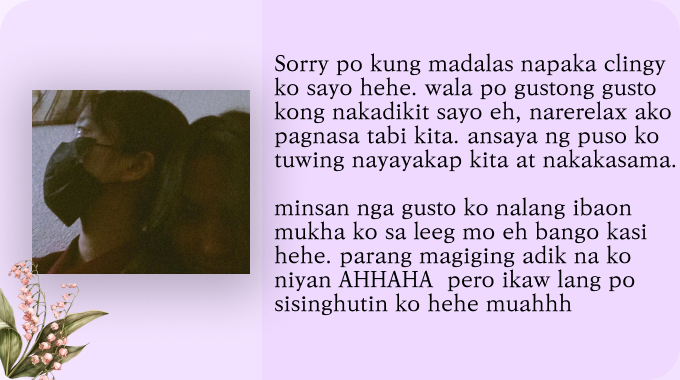 Sorry po kung madalas napaka clingy
ko sayo hehe. wala po gustong gusto
kong nakadikit sayo eh, narerelax ako
pagnasa tabi kita. ansaya ng puso ko
tuwing nayayakap kita at nakakasama.
minsan nga gusto ko nalang ibaon
mukha ko sa leeg mo eh bango kasi
hehe. parang magiging adik na ko
niyan AHHAHA  pero ikaw lang po
sisinghutin ko hehe muahhh